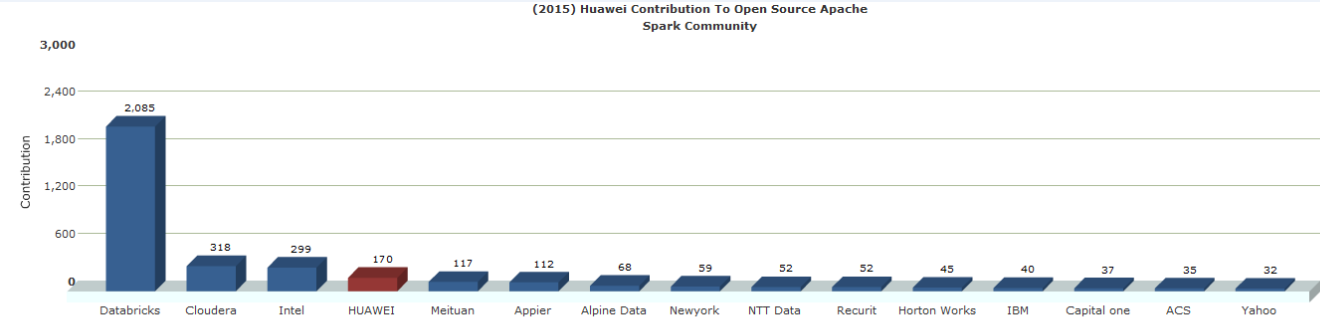 (2015) Huawei Contribution To Open Source Apache
Spark Community
3,000
2,400
1,800
1,200
600
0
Contribution
2,085
318
299
170
117
112
68
59
52
52
45
40
37
35
32
Databricks
Cloudera
Intel
HUAWEI
Meituan
Appier
Alpine Data
Newyork
NTT Data
Recurit
Horton Works
IBM
Capital one
ACS
Yahoo